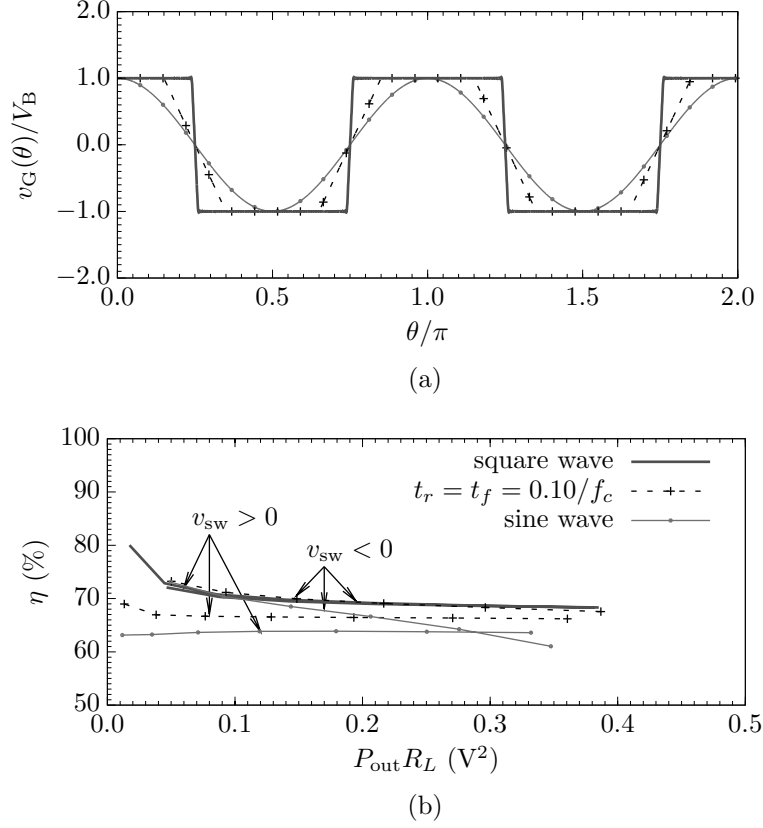 2.0
1.0
0.0
−1.0
−2.0
v_G(θ)/V_B
0.0 0.5 1.0 1.5 2.0
θ/π
(a)
100
90
80
70
60
50
η (%)
square wave
t_r = t_f = 0.10/f_c
sine wave
v_sw > 0
v_sw < 0
0.0 0.1 0.2 0.3 0.4 0.5
P_out R_L (V²)
(b)